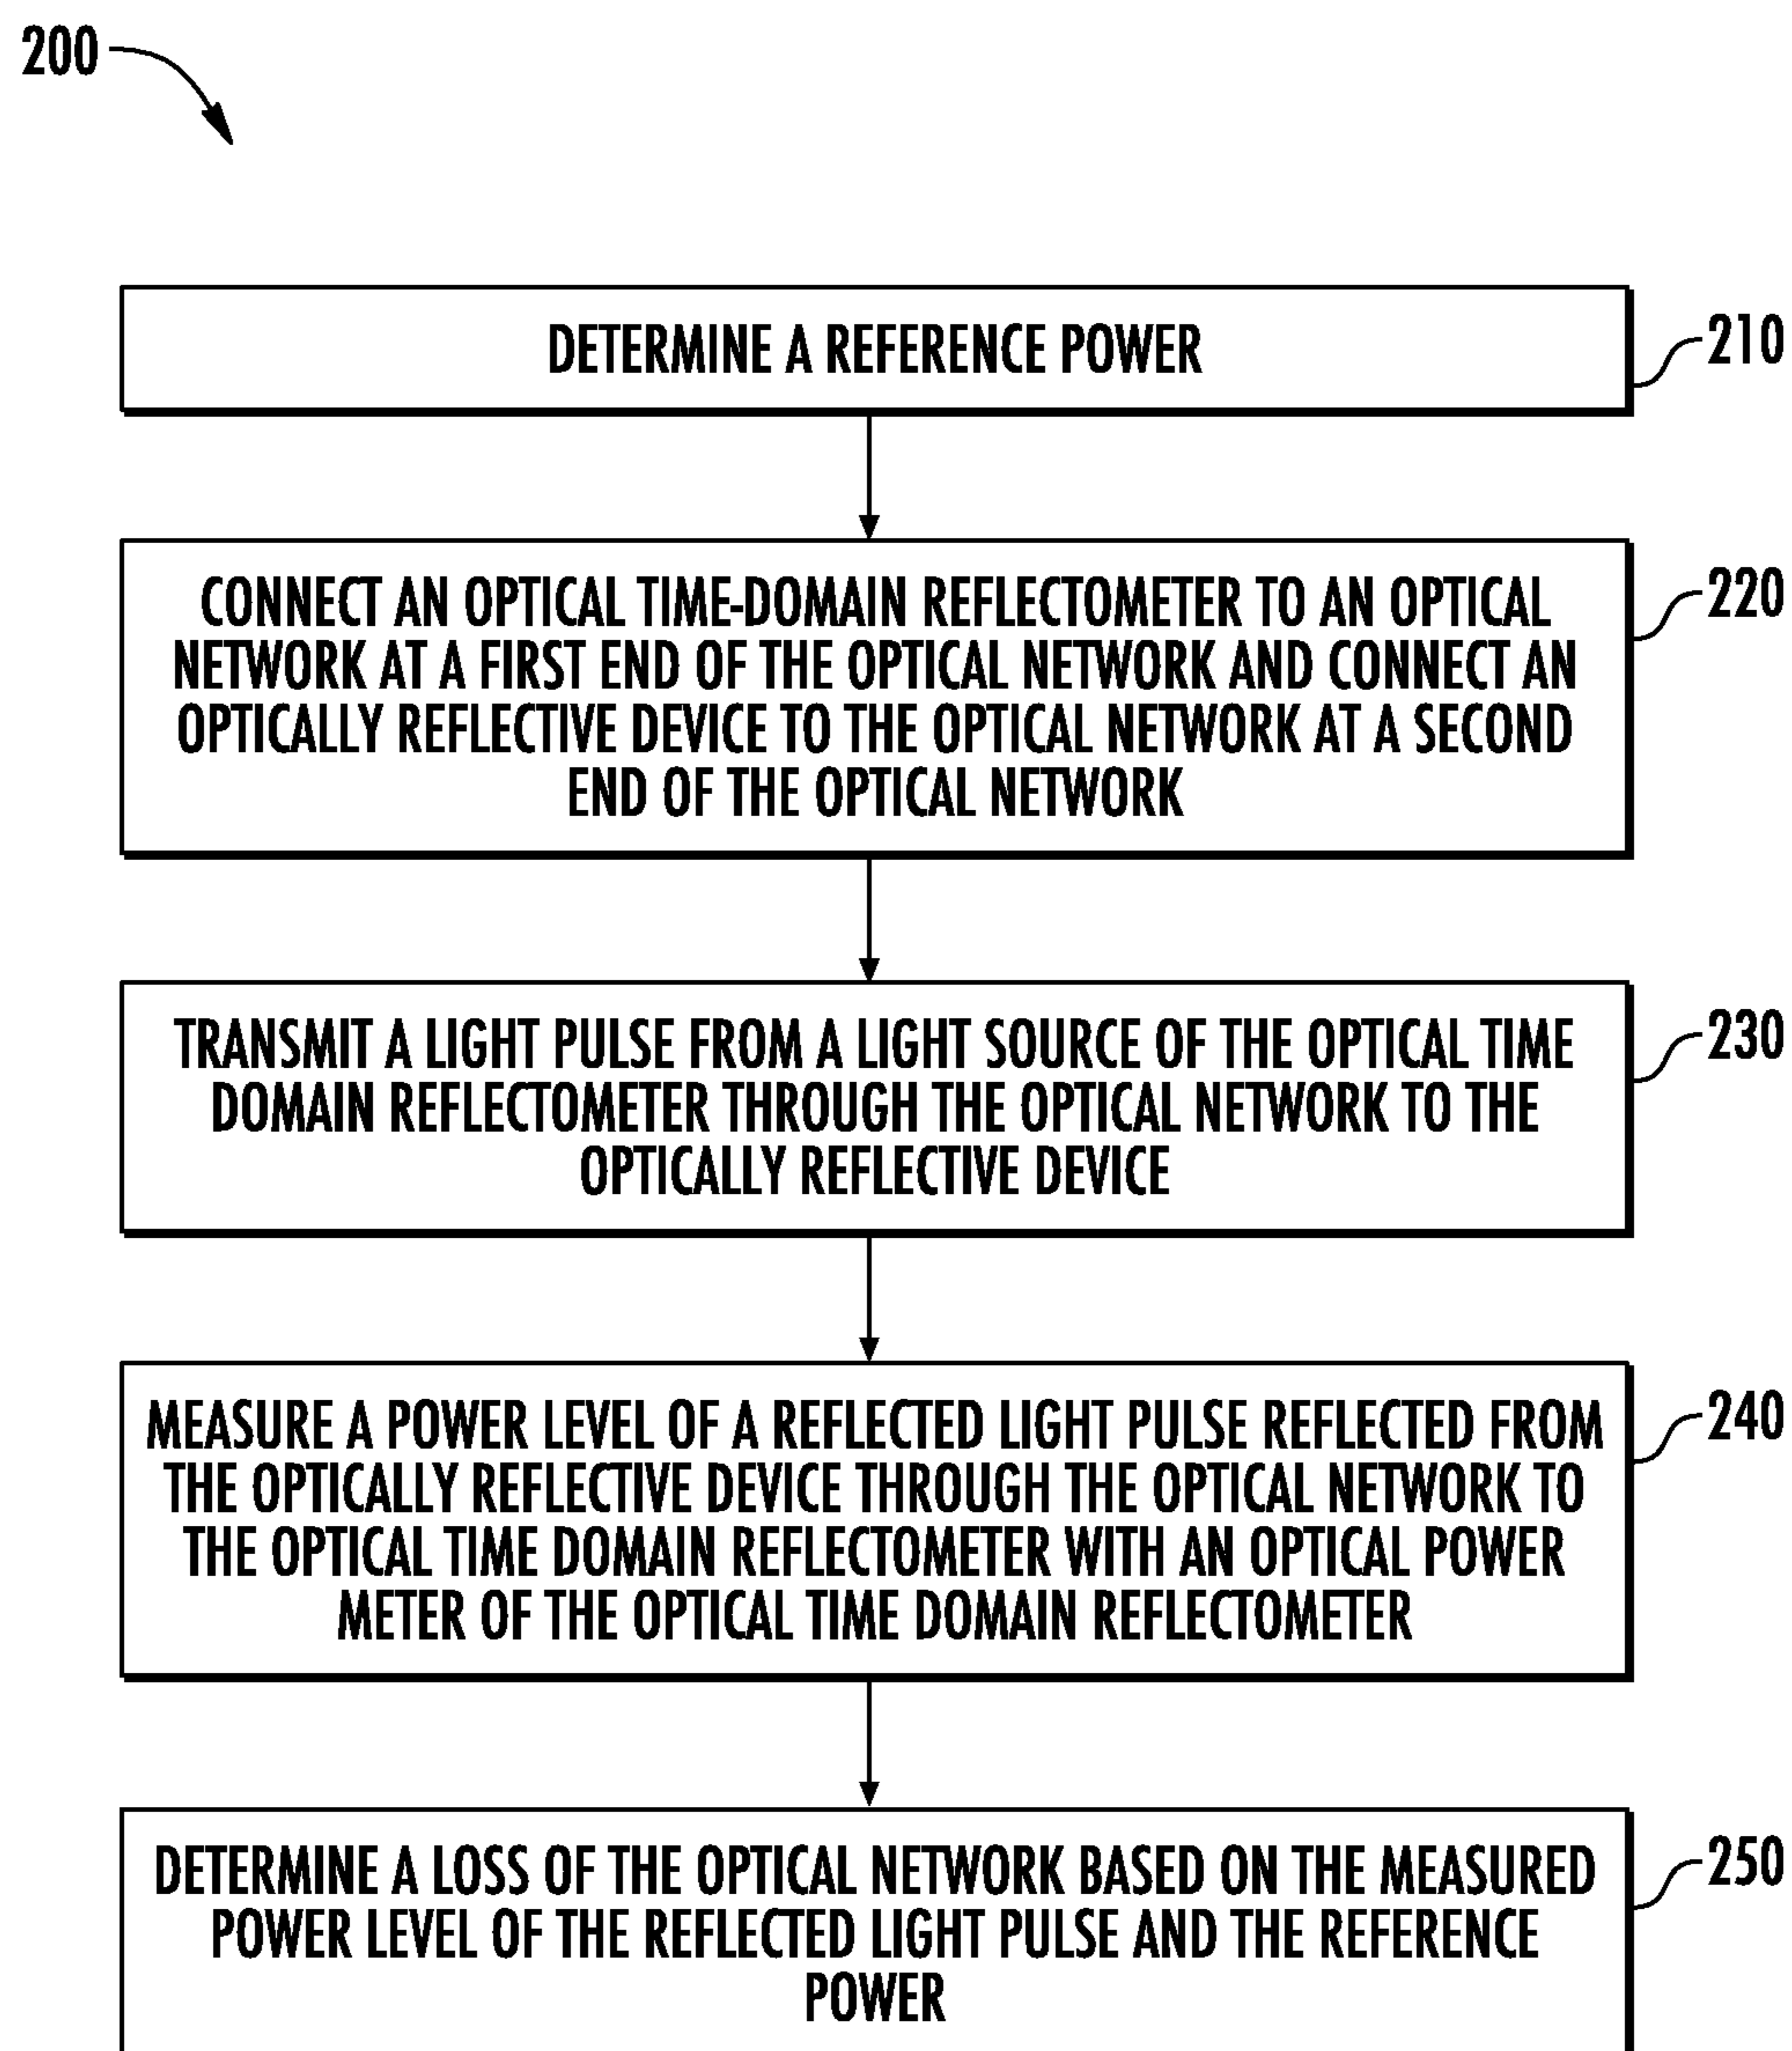 200
DETERMINE A REFERENCE POWER
210
CONNECT AN OPTICAL TIME-DOMAIN REFLECTOMETER TO AN OPTICAL
NETWORK AT A FIRST END OF THE OPTICAL NETWORK AND CONNECT AN
OPTICALLY REFLECTIVE DEVICE TO THE OPTICAL NETWORK AT A SECOND
END OF THE OPTICAL NETWORK
220
TRANSMIT A LIGHT PULSE FROM A LIGHT SOURCE OF THE OPTICAL TIME
DOMAIN REFLECTOMETER THROUGH THE OPTICAL NETWORK TO THE
OPTICALLY REFLECTIVE DEVICE
230
MEASURE A POWER LEVEL OF A REFLECTED LIGHT PULSE REFLECTED FROM
THE OPTICALLY REFLECTIVE DEVICE THROUGH THE OPTICAL NETWORK TO
THE OPTICAL TIME DOMAIN REFLECTOMETER WITH AN OPTICAL POWER
METER OF THE OPTICAL TIME DOMAIN REFLECTOMETER
240
DETERMINE A LOSS OF THE OPTICAL NETWORK BASED ON THE MEASURED
POWER LEVEL OF THE REFLECTED LIGHT PULSE AND THE REFERENCE
POWER
250